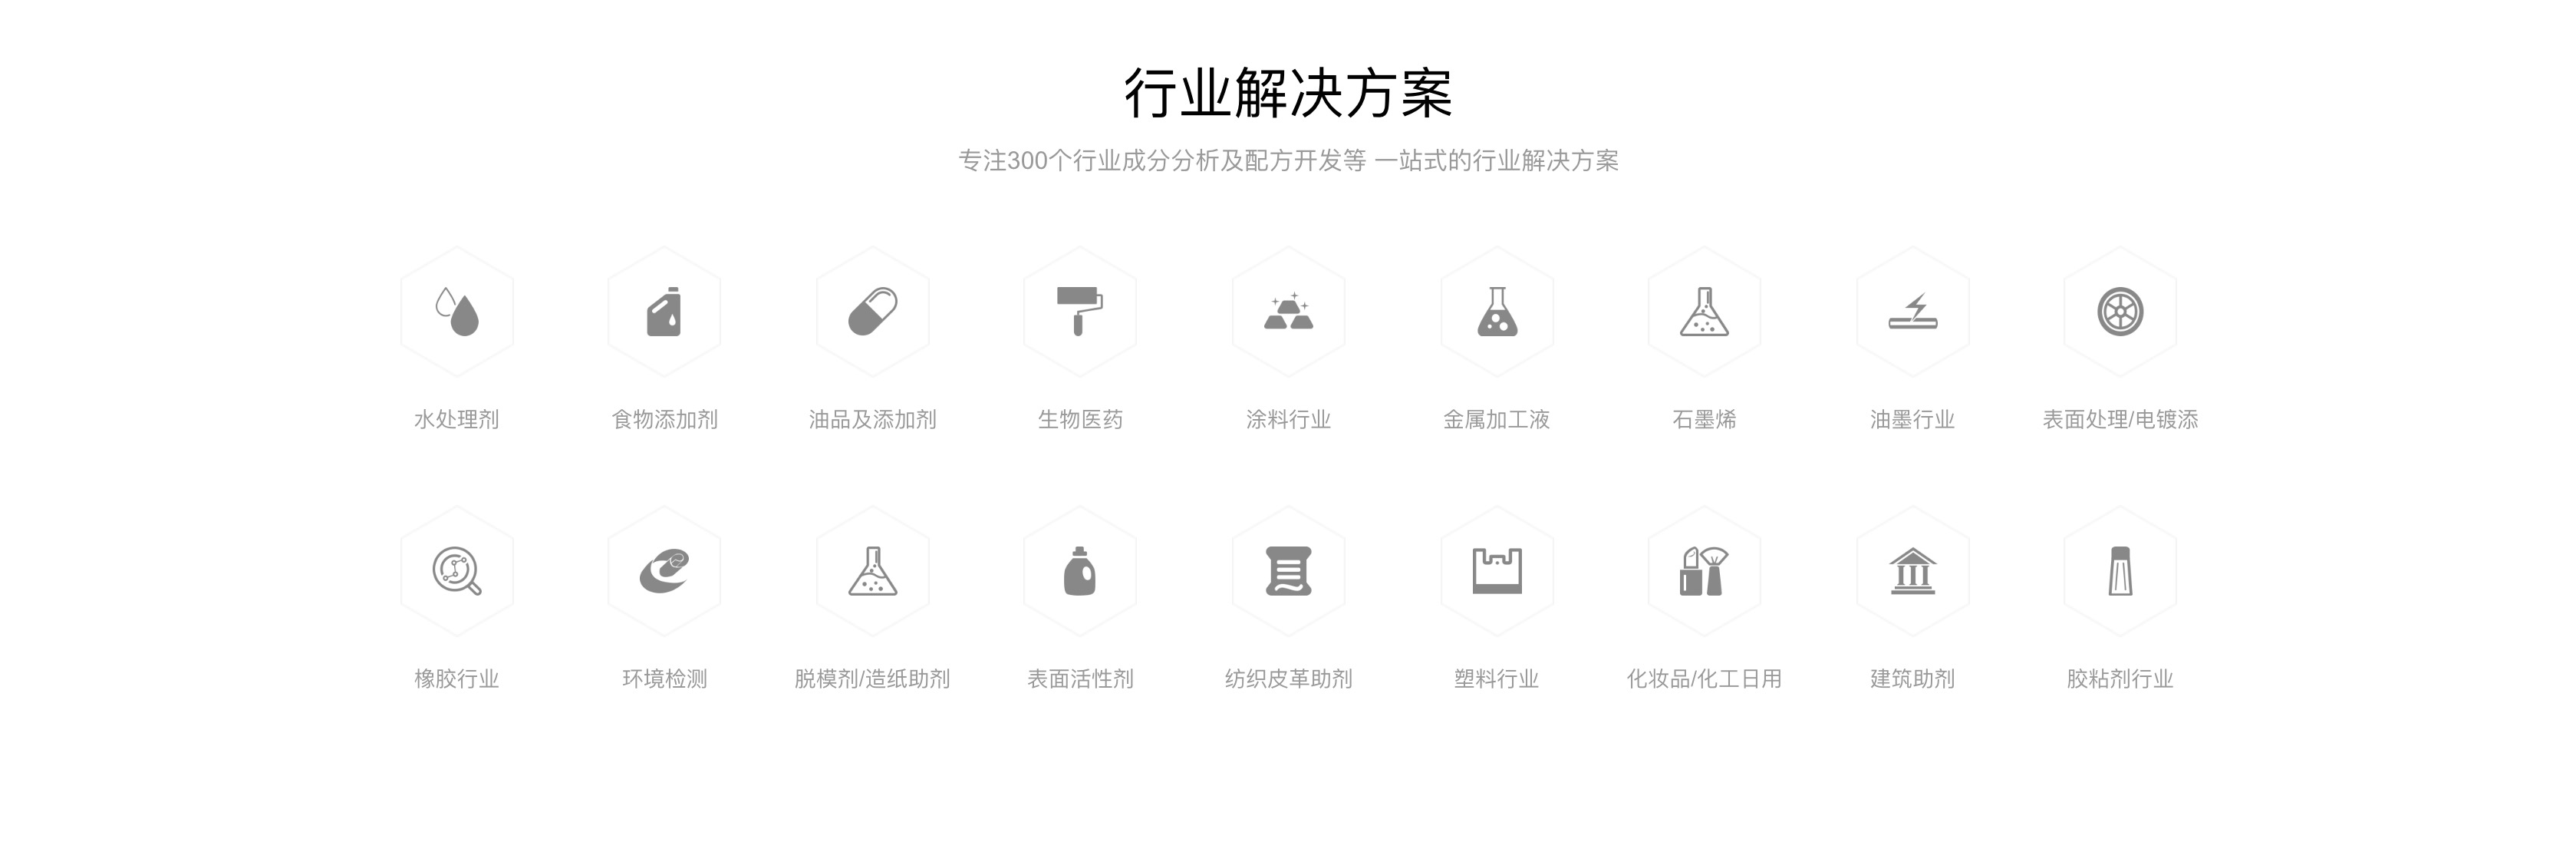 行业解决方案
专注300个行业成分分析及配方开发等 一站式的行业解决方案
水处理剂 食物添加剂 油品及添加剂 生物医药 涂料行业 金属加工液 石墨烯 油墨行业 表面处理/电镀添
橡胶行业 环境检测 脱模剂/造纸助剂 表面活性剂 纺织皮革助剂 塑料行业 化妆品/化工日用 建筑助剂 胶粘剂行业